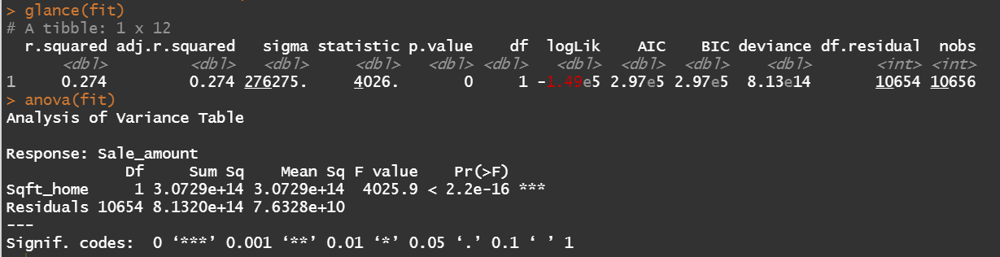 > glance(fit)
# A tibble: 1 x 12
  r.squared adj.r.squared   sigma statistic p.value    df  logLik    AIC    BIC deviance df.residual  nobs
      <dbl>         <dbl>   <dbl>     <dbl>   <dbl> <dbl>   <dbl>  <dbl>  <dbl>    <dbl>       <int> <int>
1     0.274         0.274 276275.     4026.       0     1 -1.49e5 2.97e5 2.97e5  8.13e14       10654 10656
> anova(fit)
Analysis of Variance Table

Response: Sale_amount
             Df     Sum Sq    Mean Sq F value    Pr(>F)
Sqft_home     1 3.0729e+14 3.0729e+14  4025.9 < 2.2e-16 ***
Residuals 10654 8.1320e+14 7.6328e+10
---
Signif. codes:  0 ‘***’ 0.001 ‘**’ 0.01 ‘*’ 0.05 ‘.’ 0.1 ‘ ’ 1